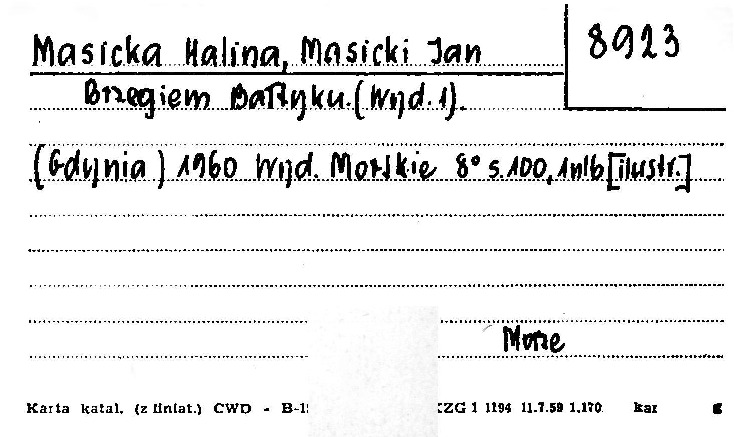 8923
Masicka Halina, Masicki Jan
Brzegiem Bałtyku. (Wyd. 1).
(Gdynia) 1960 Wyd. Morskie 8° s. 100, 1nlb [ilustr.]
Morze
Karta katal. (z liniat.) CWD - B-1 KZG 1 1194 11.7.59 1.170 kar